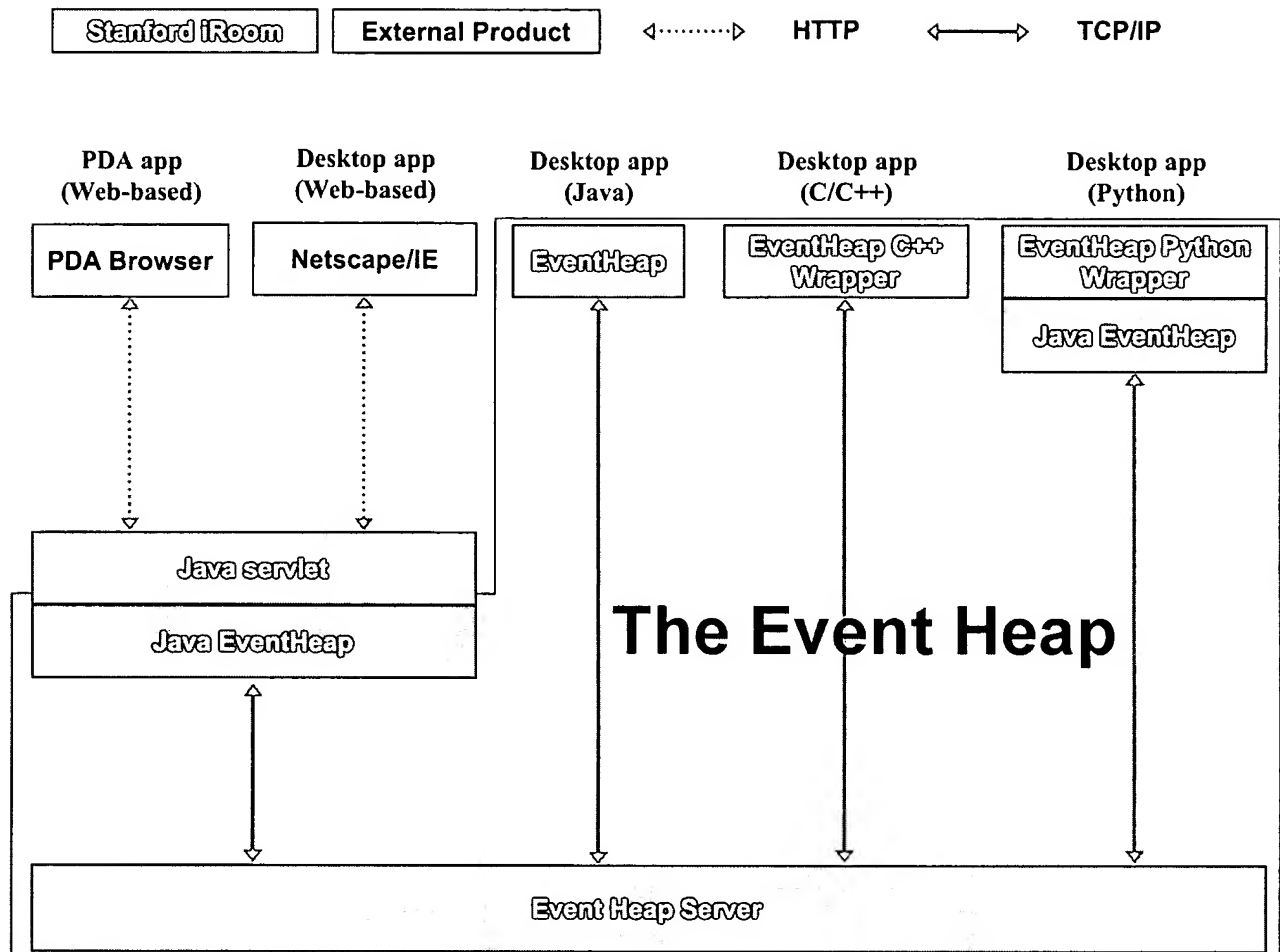 Stanford iRoom
External Product
HTTP
TCP/IP
PDA app
(Web-based)
Desktop app
(Web-based)
Desktop app
(Java)
Desktop app
(C/C++)
Desktop app
(Python)
PDA Browser
Netscape/IE
EventHeap
EventHeap C++
Wrapper
EventHeap Python
Wrapper
Java EventHeap
Java servlet
Java EventHeap
The Event Heap
Event Heap Server